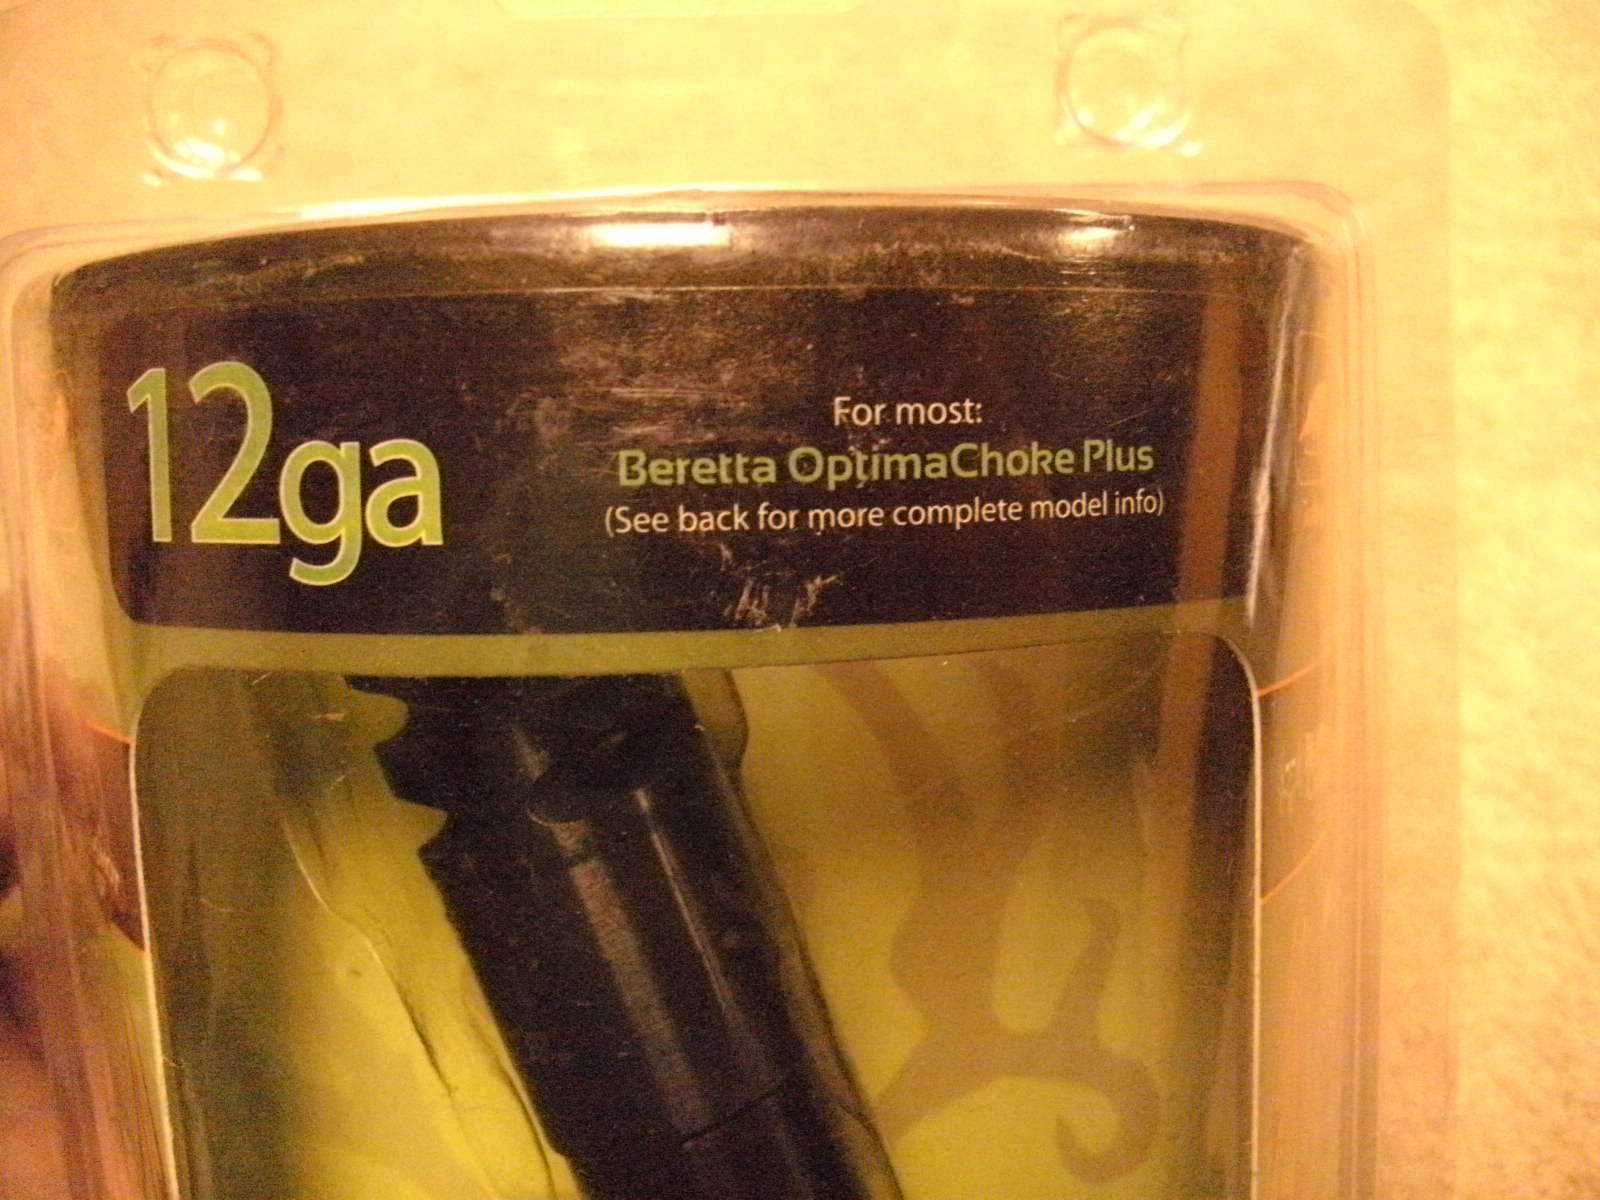 12ga
For most:
Beretta OptimaChoke Plus
(See back for more complete model info)